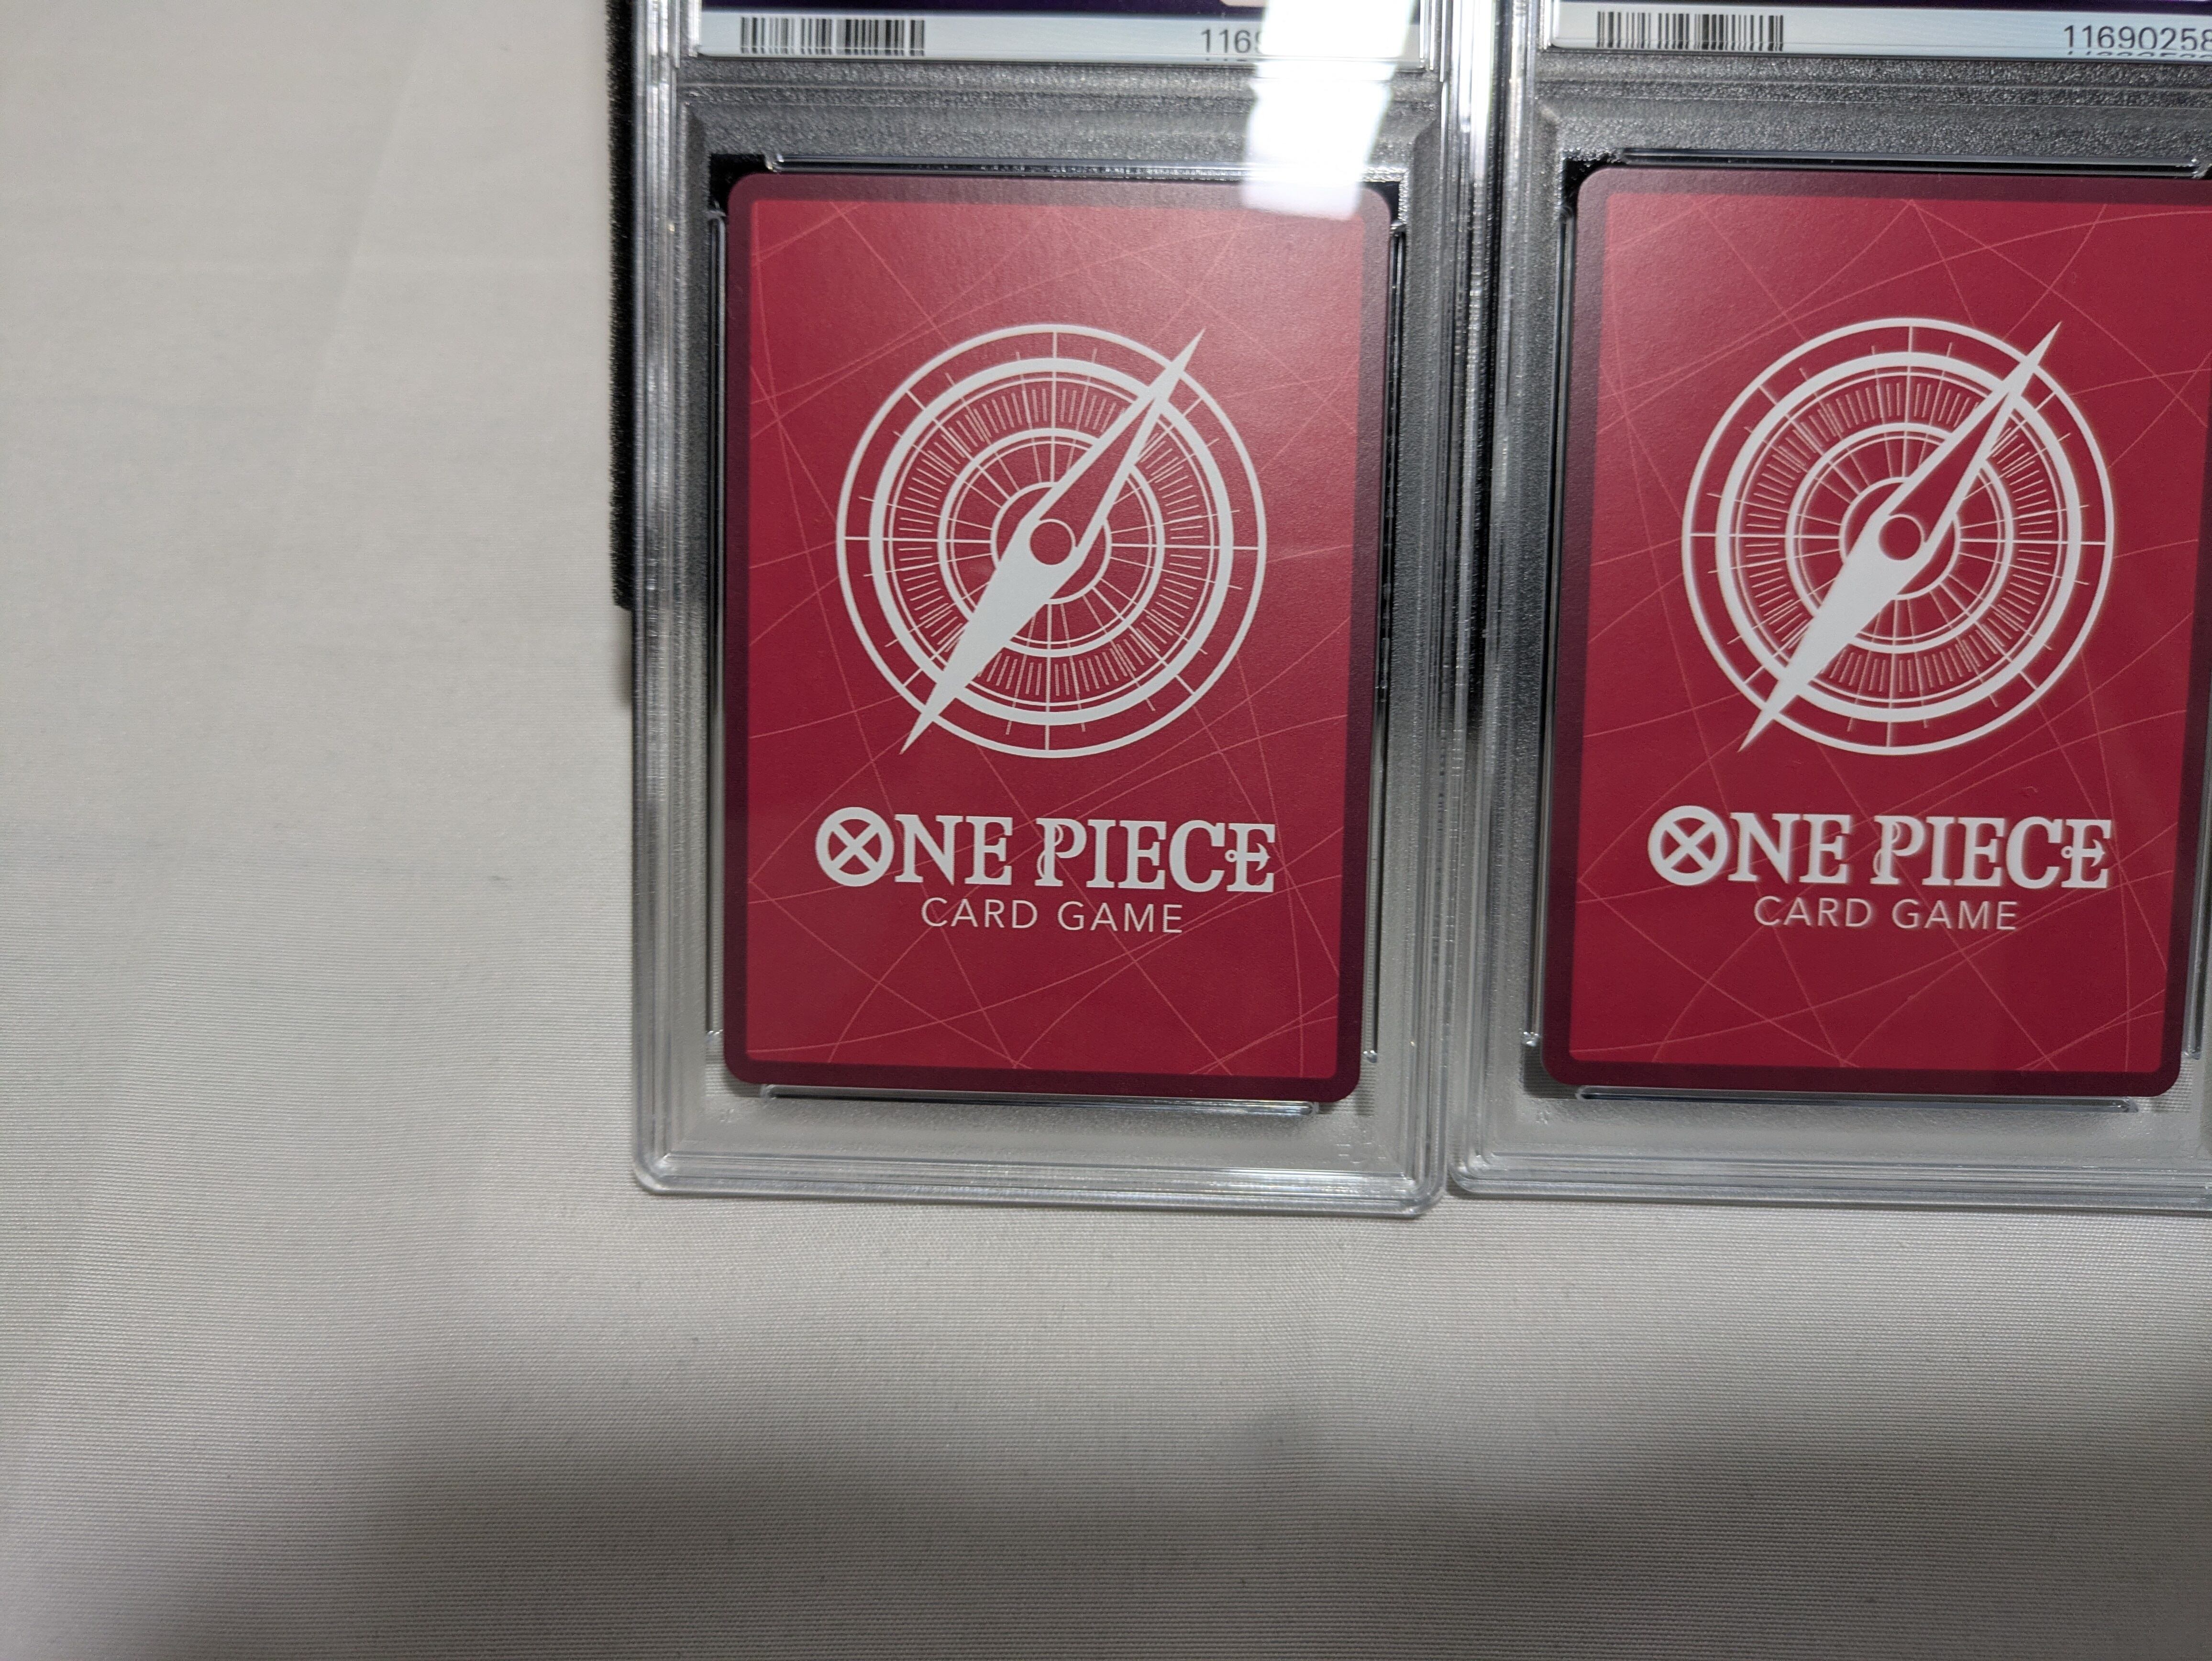 1169
11690258
ONE PIECE
CARD GAME
ONE PIECE
CARD GAME